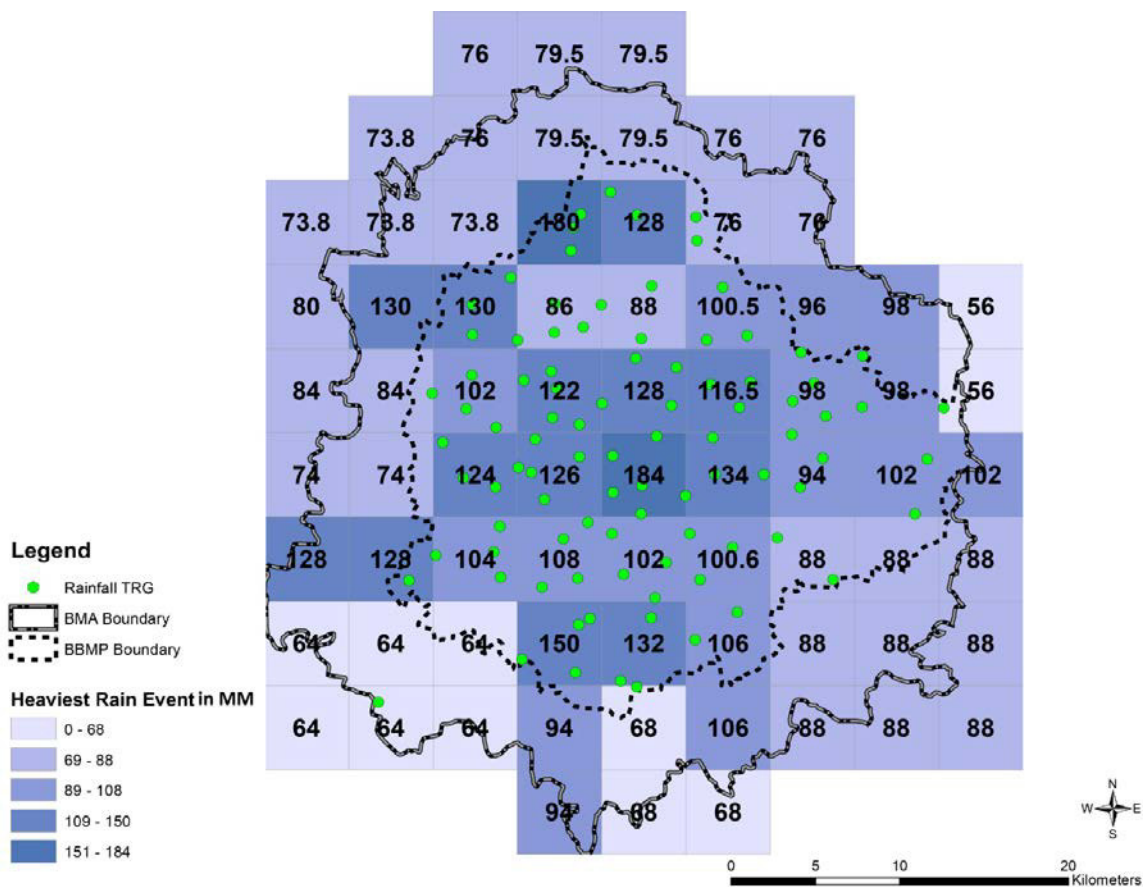 76 79.5 79.5
73.8 76 79.5 79.5 76 76
73.8 73.8 73.8 180 128 76 76
80 130 130 86 88 100.5 96 98 56
84 84 102 122 128 116.5 98 98 56
74 74 124 126 184 134 94 102 102
128 128 104 108 102 100.6 88 88 88
64 64 64 150 132 106 88 88 88
64 64 64 94 68 106 88 88 88
94 68 68
Legend
Rainfall TRG
BMA Boundary
BBMP Boundary
Heaviest Rain Event in MM
0 - 68
69 - 88
89 - 108
109 - 150
151 - 184
N
W E
S
0 5 10 20
Kilometers